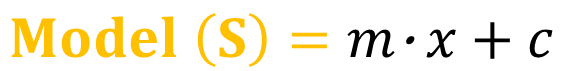 Model (S) = m·x + c